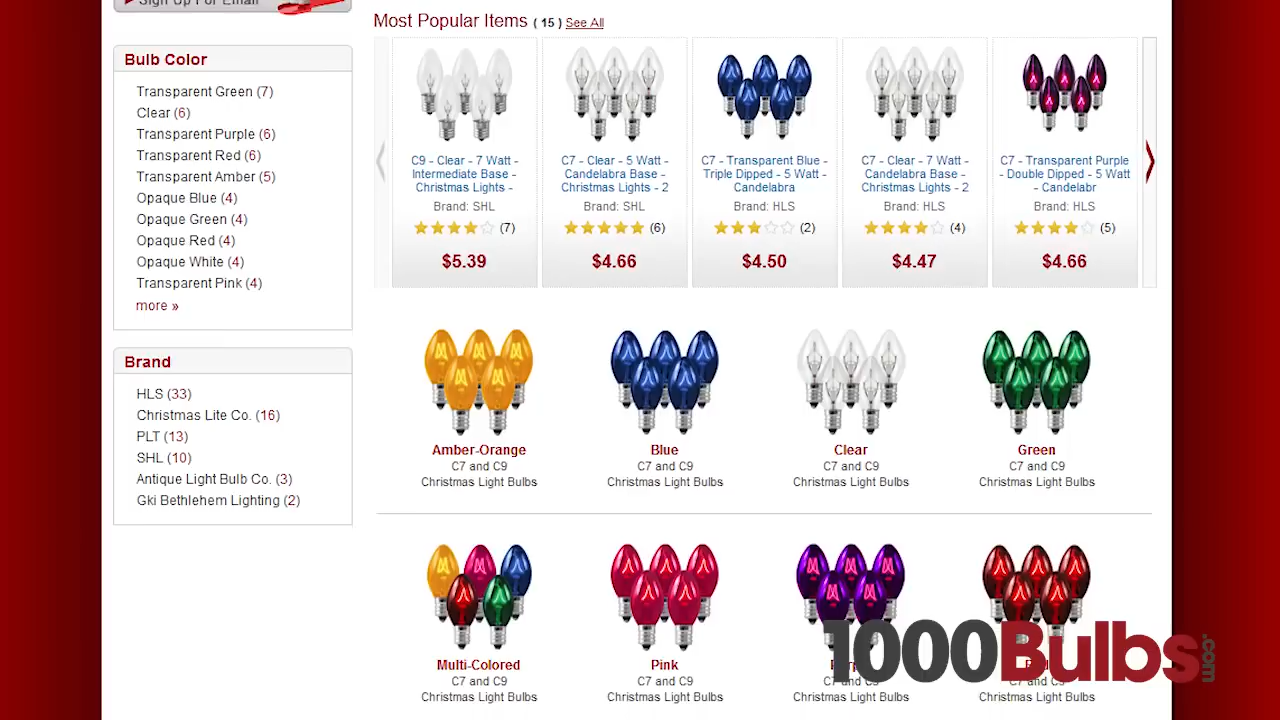 Sign Up For Email
Most Popular Items ( 15 ) See All
Bulb Color
Transparent Green (7)
Clear (6)
Transparent Purple (6)
Transparent Red (6)
Transparent Amber (5)
Opaque Blue (4)
Opaque Green (4)
Opaque Red (4)
Opaque White (4)
Transparent Pink (4)
more »
Brand
HLS (33)
Christmas Lite Co. (16)
PLT (13)
SHL (10)
Antique Light Bulb Co. (3)
Gki Bethlehem Lighting (2)
C9 - Clear - 7 Watt -
Intermediate Base -
Christmas Lights -
Brand: SHL
(7)
$5.39
C7 - Clear - 5 Watt -
Candelabra Base -
Christmas Lights - 2
Brand: SHL
(6)
$4.66
C7 - Transparent Blue -
Triple Dipped - 5 Watt -
Candelabra
Brand: HLS
(2)
$4.50
C7 - Clear - 7 Watt -
Candelabra Base -
Christmas Lights - 2
Brand: HLS
(4)
$4.47
C7 - Transparent Purple
- Double Dipped - 5 Watt
- Candelabr
Brand: HLS
(5)
$4.66
Amber-Orange
C7 and C9
Christmas Light Bulbs
Blue
C7 and C9
Christmas Light Bulbs
Clear
C7 and C9
Christmas Light Bulbs
Green
C7 and C9
Christmas Light Bulbs
Multi-Colored
C7 and C9
Christmas Light Bulbs
Pink
C7 and C9
Christmas Light Bulbs
C7 and C9
Christmas Light Bulbs
C7 and C9
Christmas Light Bulbs
1000Bulbs.com